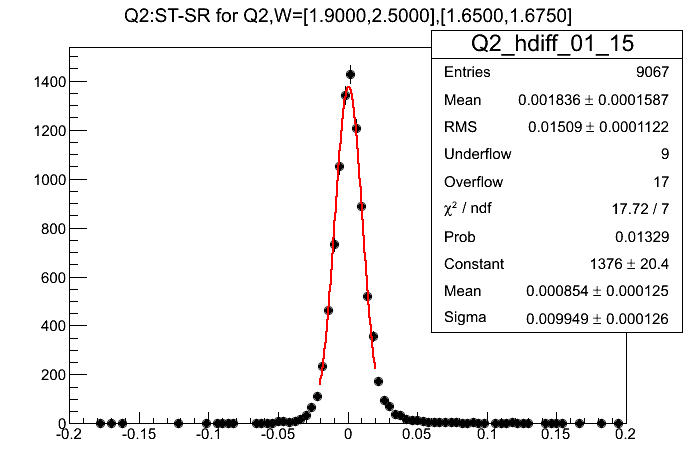 Q2:ST-SR for Q2,W=[1.9000,2.5000],[1.6500,1.6750]
Q2_hdiff_01_15
Entries 9067
Mean 0.001836 ± 0.0001587
RMS 0.01509 ± 0.0001122
Underflow 9
Overflow 17
χ² / ndf 17.72 / 7
Prob 0.01329
Constant 1376 ± 20.4
Mean 0.000854 ± 0.000125
Sigma 0.009949 ± 0.000126
1400
1200
1000
800
600
400
200
0
-0.2 -0.15 -0.1 -0.05 0 0.05 0.1 0.15 0.2